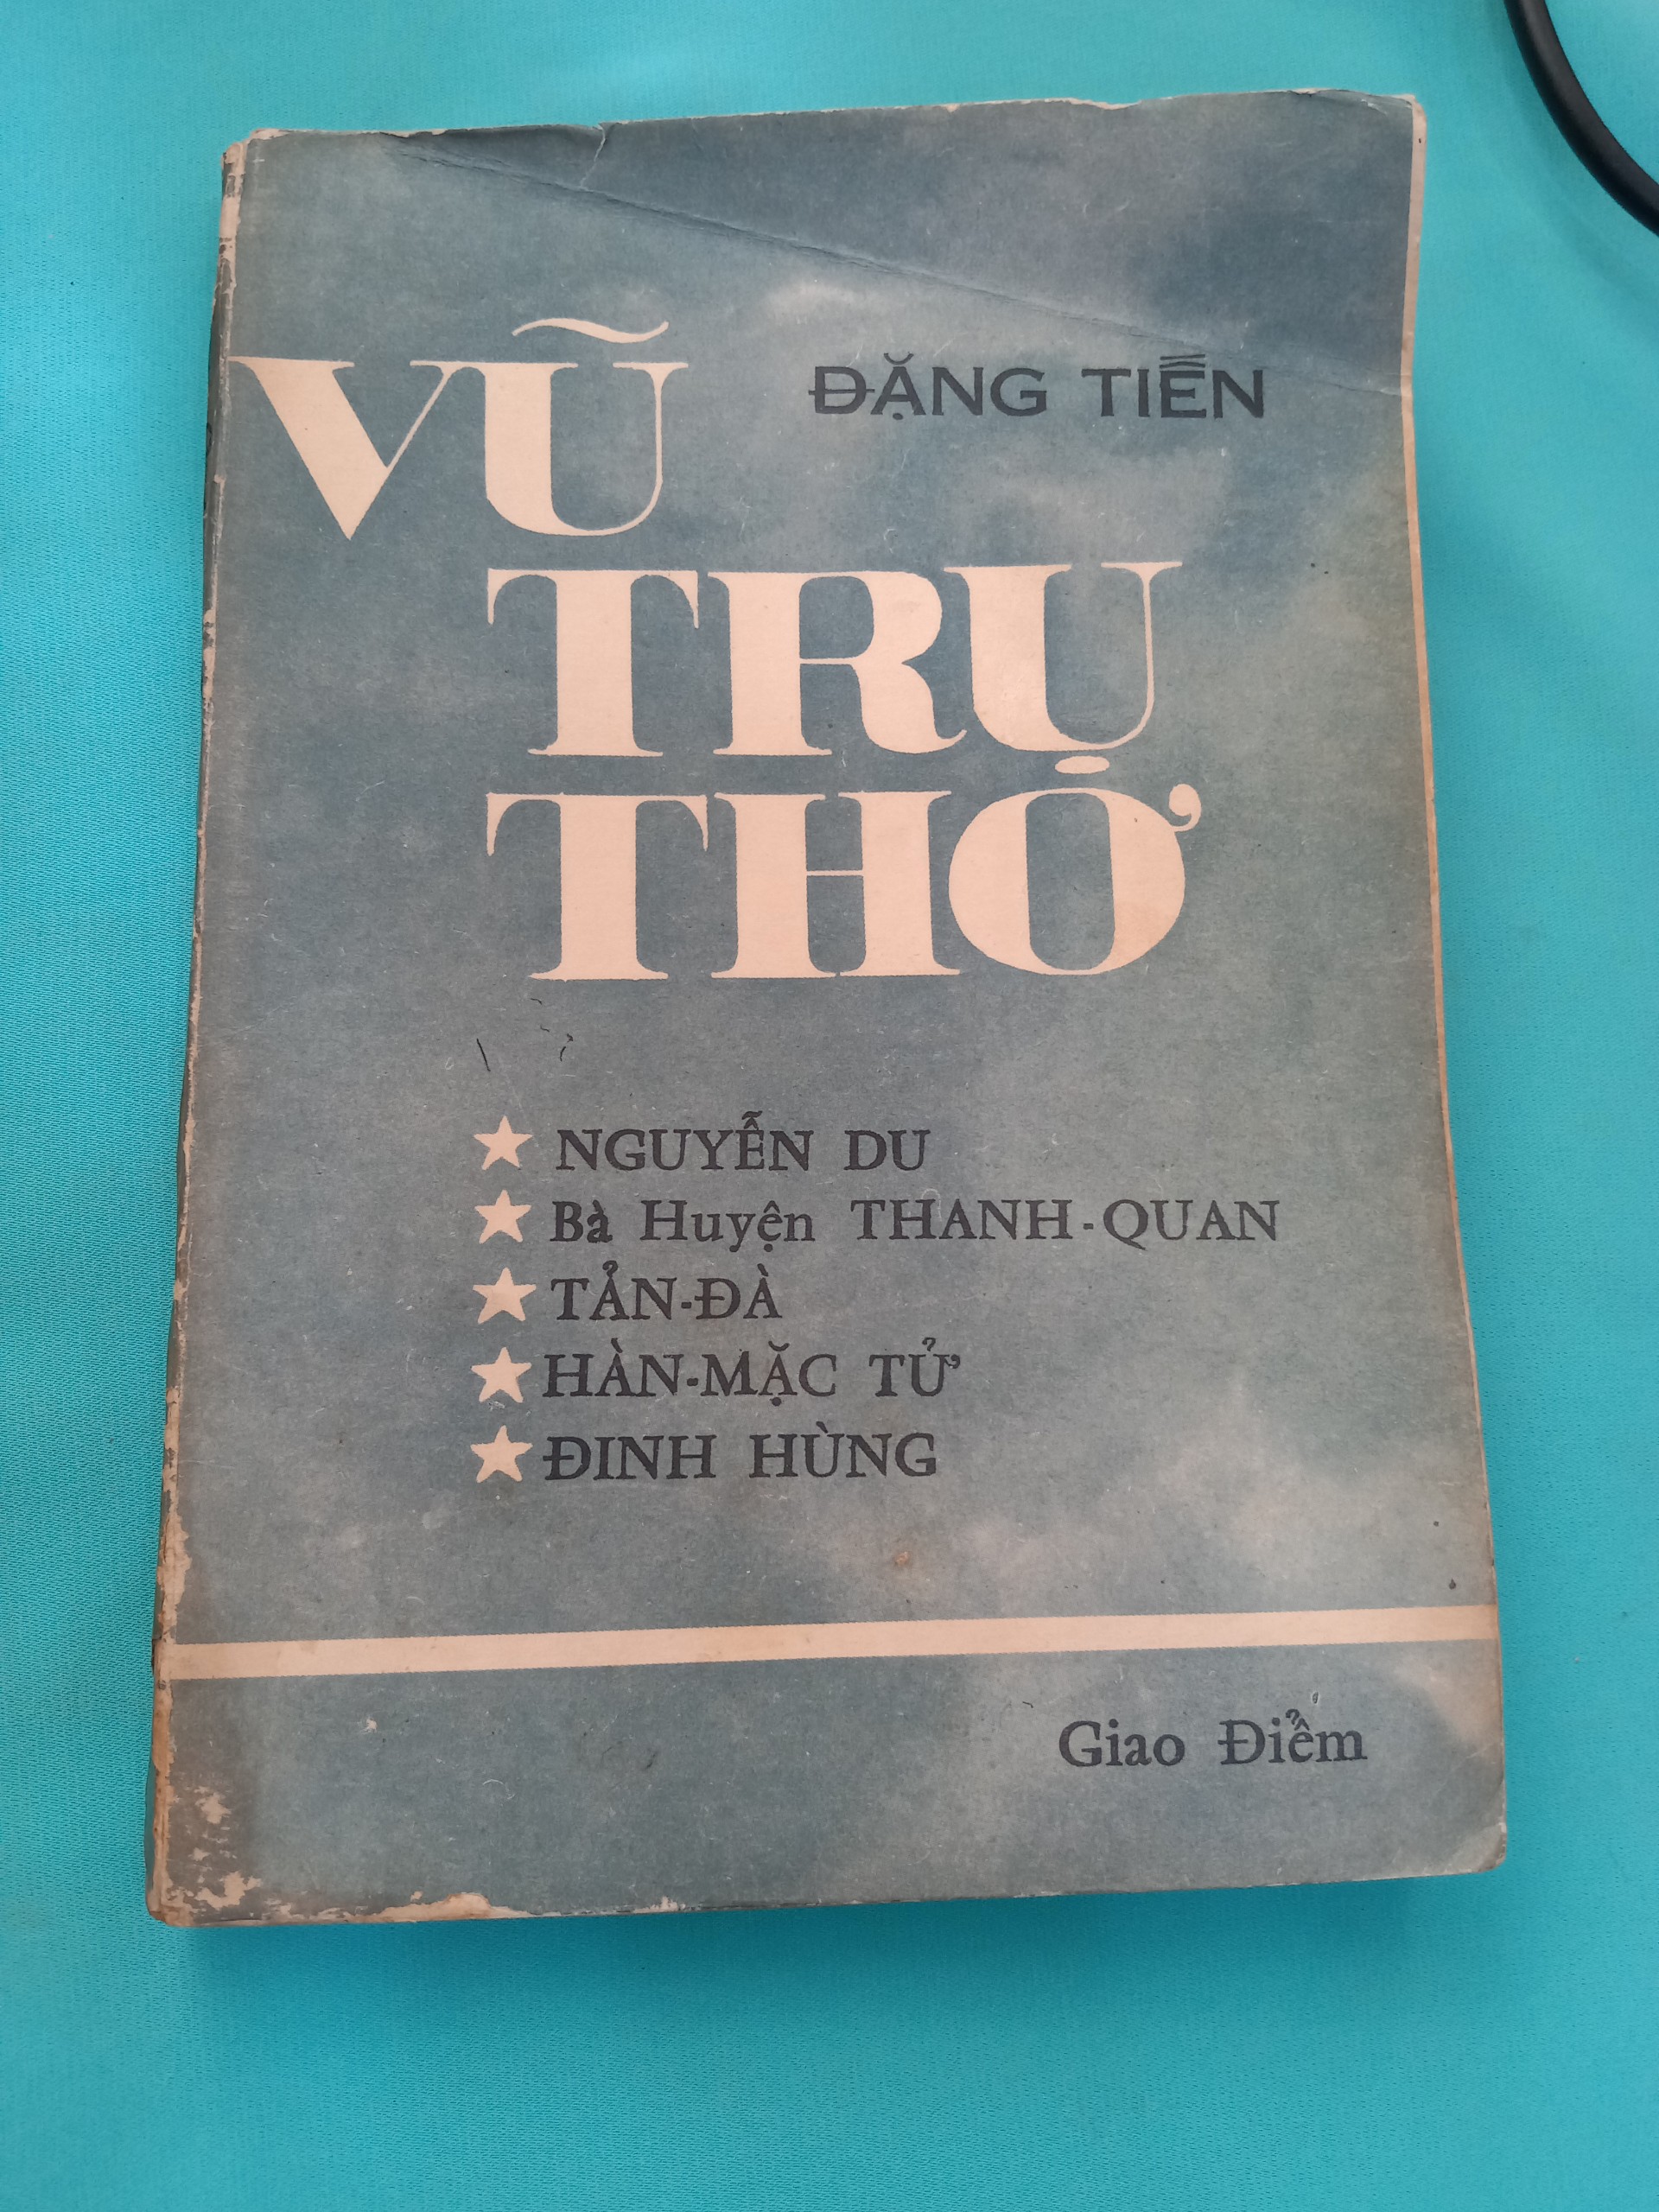 VŨ
ĐẶNG TIẾN
TRỤ
THƠ
NGUYỄN DU
Bà Huyện THANH-QUAN
TẢN-ĐÀ
HÀN-MẶC TỬ
ĐINH HÙNG
Giao Điểm